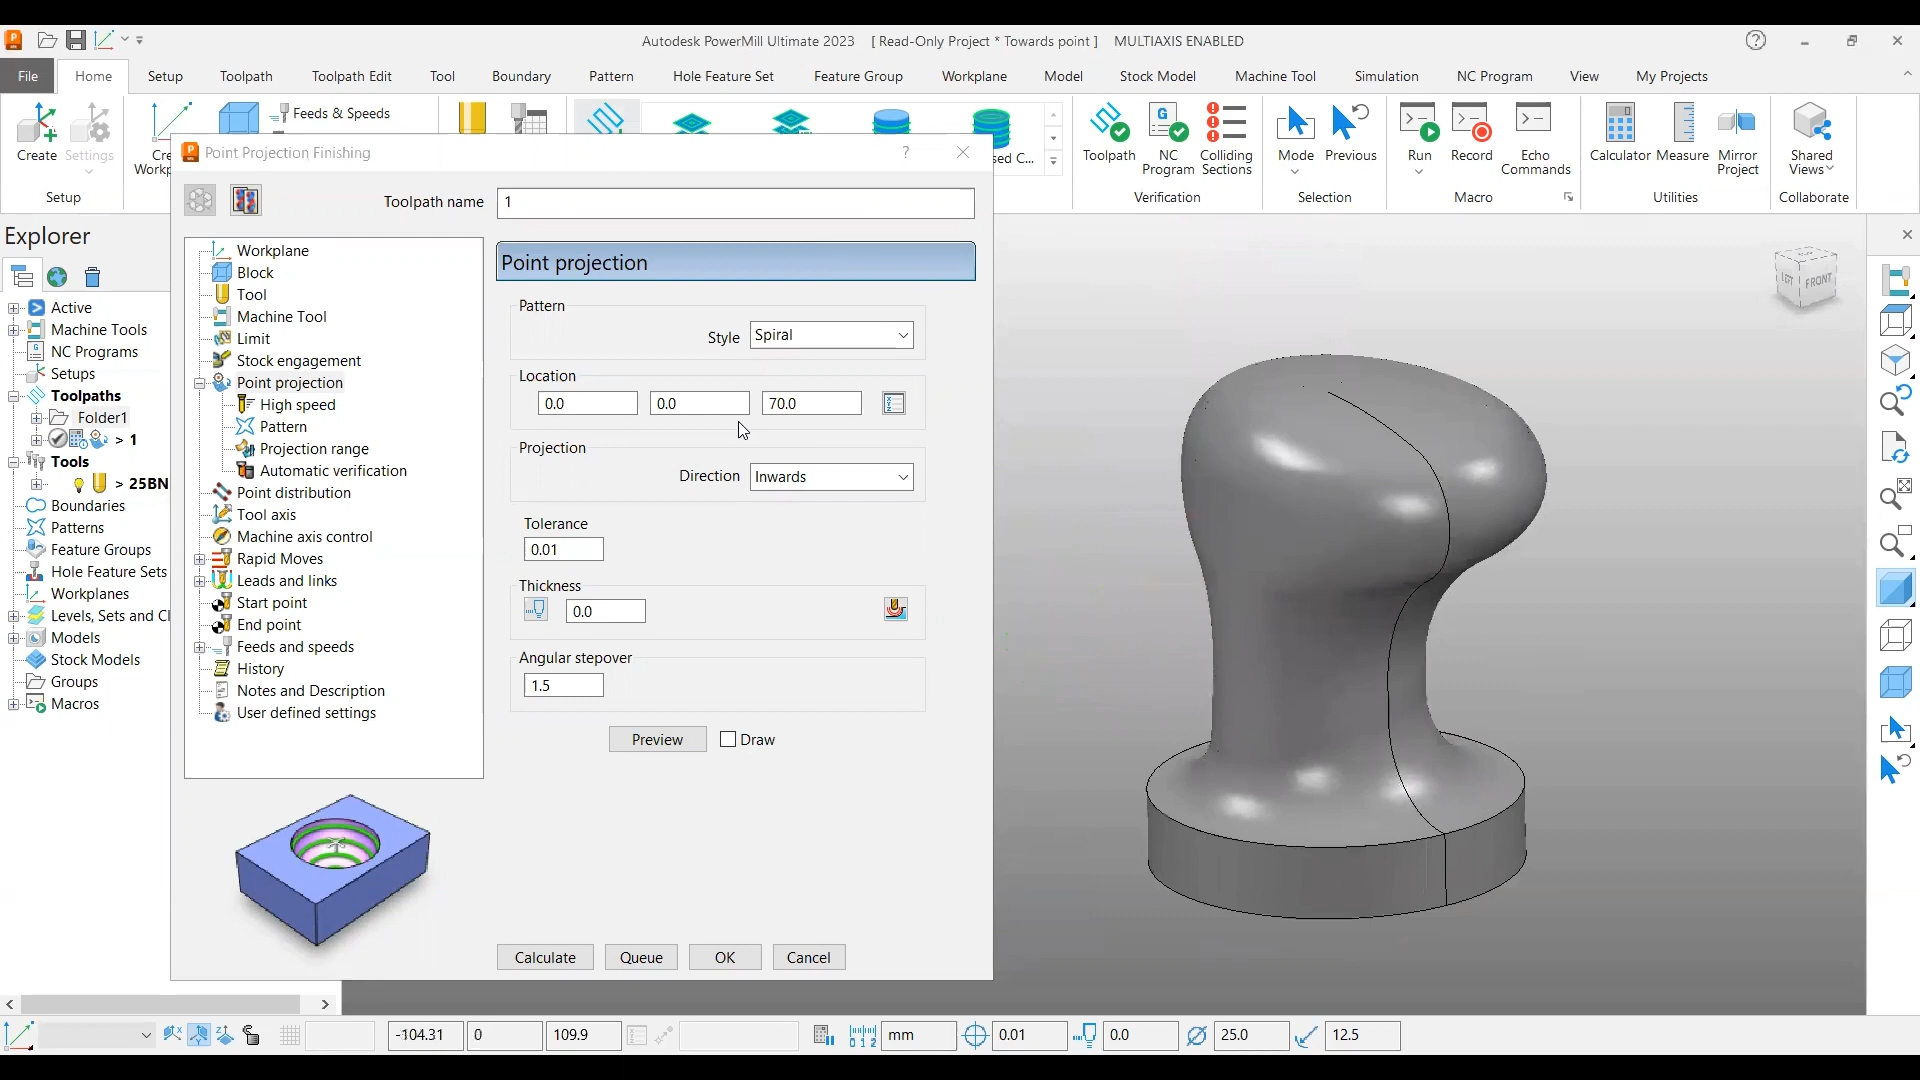 Autodesk PowerMill Ultimate 2023 [ Read-Only Project * Towards point ] MULTIAXIS ENABLED
File Home Setup Toolpath Toolpath Edit Tool Boundary Pattern Hole Feature Set Feature Group Workplane Model Stock Model Machine Tool Simulation NC Program View My Projects
Feeds & Speeds
Create Settings
Setup
sed C...
Toolpath NC Program Colliding Sections
Verification
Mode Previous
Selection
Run Record Echo Commands
Macro
Calculator Measure Mirror Project
Utilities
Shared Views
Collaborate
Point Projection Finishing
Toolpath name 1
Explorer
Active
Machine Tools
NC Programs
Setups
Toolpaths
Folder1
> 1
Tools
> 25BN
Boundaries
Patterns
Feature Groups
Hole Feature Sets
Workplanes
Levels, Sets and Cl
Models
Stock Models
Groups
Macros
Workplane
Block
Tool
Machine Tool
Limit
Stock engagement
Point projection
High speed
Pattern
Projection range
Automatic verification
Point distribution
Tool axis
Machine axis control
Rapid Moves
Leads and links
Start point
End point
Feeds and speeds
History
Notes and Description
User defined settings
Point projection
Pattern
Style Spiral
Location
0.0 0.0 70.0
Projection
Direction Inwards
Tolerance
0.01
Thickness
0.0
Angular stepover
1.5
Preview Draw
Calculate Queue OK Cancel
FRONT
-104.31 0 109.9 mm 0.01 0.0 25.0 12.5